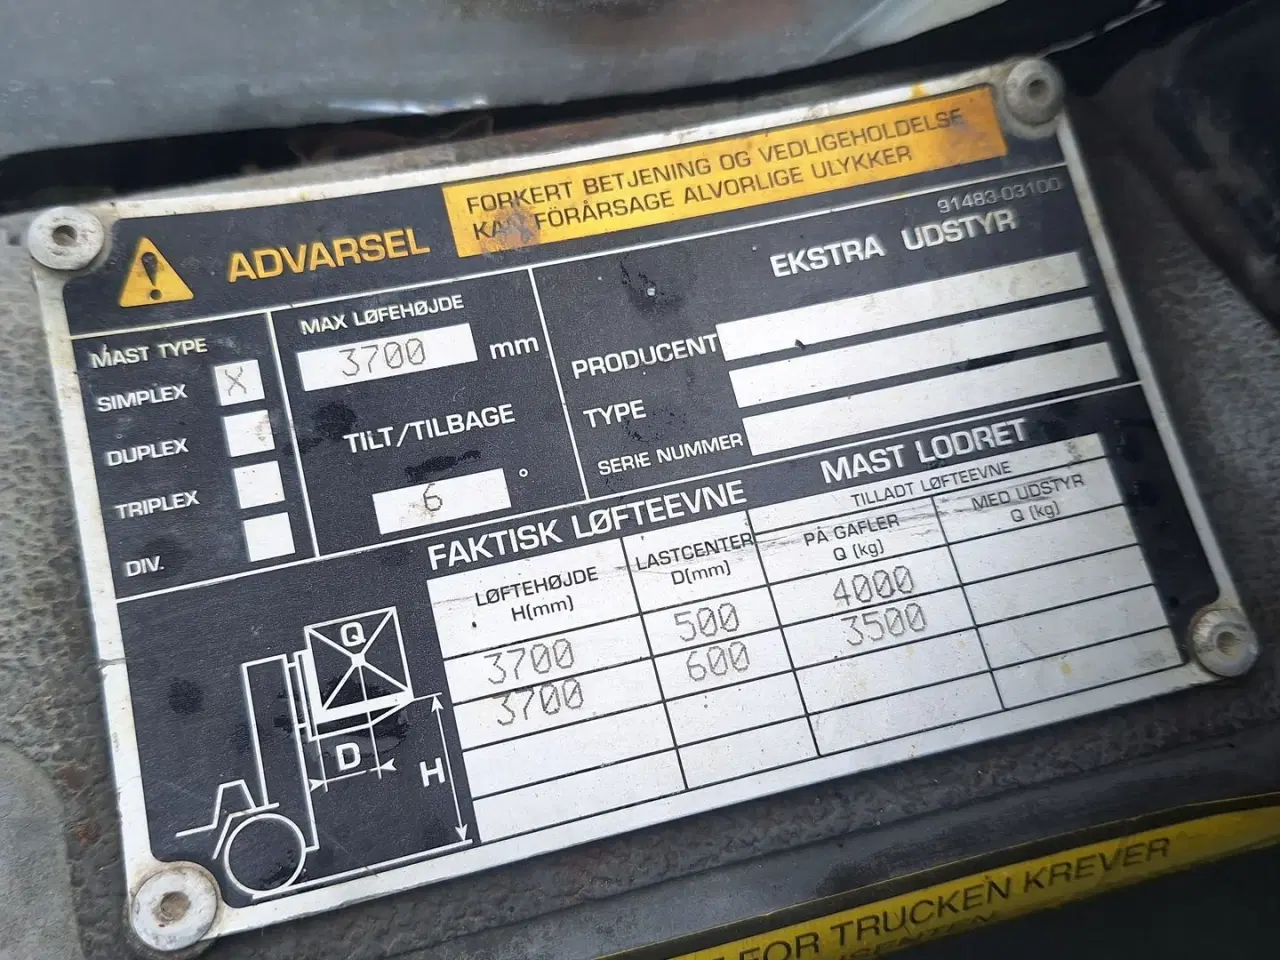 ADVARSEL
FORKERT BETJENING OG VEDLIGEHOLDELSE
KAN FÖRÅRSAGE ALVORLIGE ULYKKER
91483-03100
MAST TYPE
SIMPLEX X
DUPLEX
TRIPLEX
DIV.
MAX LØFEHØJDE
3700 mm
TILT/TILBAGE
6 °
EKSTRA UDSTYR
PRODUCENT
TYPE
SERIE NUMMER
FAKTISK LØFTEEVNE MAST LODRET
TILLADT LØFTEEVNE
LØFTEHØJDE LASTCENTER PÅ GAFLER MED UDSTYR
H(mm) D(mm) Q (kg) Q (kg)
3700 500 4000
3700 600 3500
Q
D
H
FOR TRUCKEN KREVER